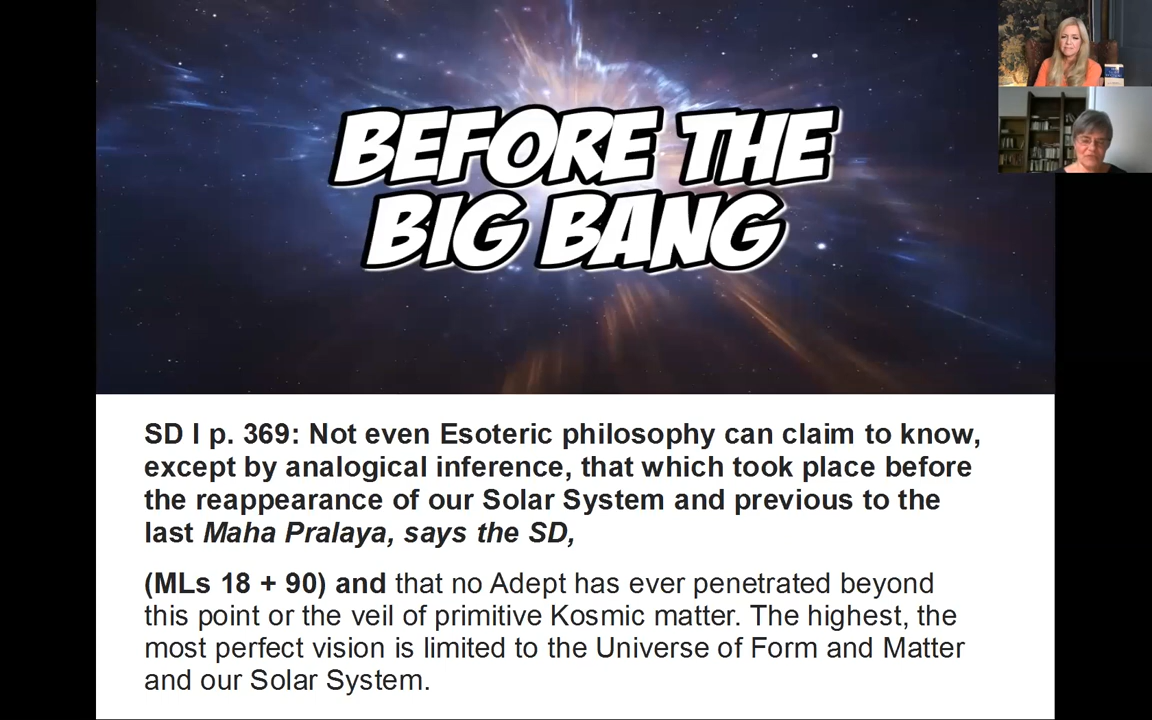 BEFORE THE
BIG BANG
SD I p. 369: Not even Esoteric philosophy can claim to know,
except by analogical inference, that which took place before
the reappearance of our Solar System and previous to the
last Maha Pralaya, says the SD,
(MLs 18 + 90) and that no Adept has ever penetrated beyond
this point or the veil of primitive Kosmic matter. The highest, the
most perfect vision is limited to the Universe of Form and Matter
and our Solar System.